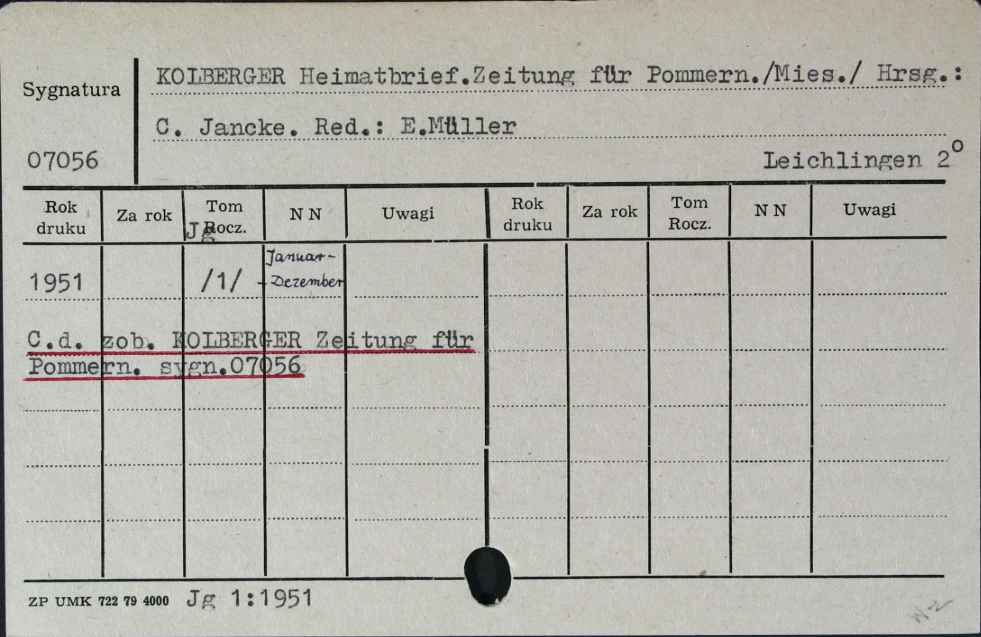 Sygnatura
KOLBERGER Heimatbrief.Zeitung für Pommern./Mies./ Hrsg.:
C. Jancke. Red.: E.Müller
07056
Leichlingen 2°
Rok druku Za rok Tom Rocz. Jg NN Uwagi Rok druku Za rok Tom Rocz. NN Uwagi
1951 /1/ Januar-
-Dezember
C.d. zob. KOLBERGER Zeitung für
Pommern. sygn.07056
ZP UMK 722 79 4000 Jg 1:1951